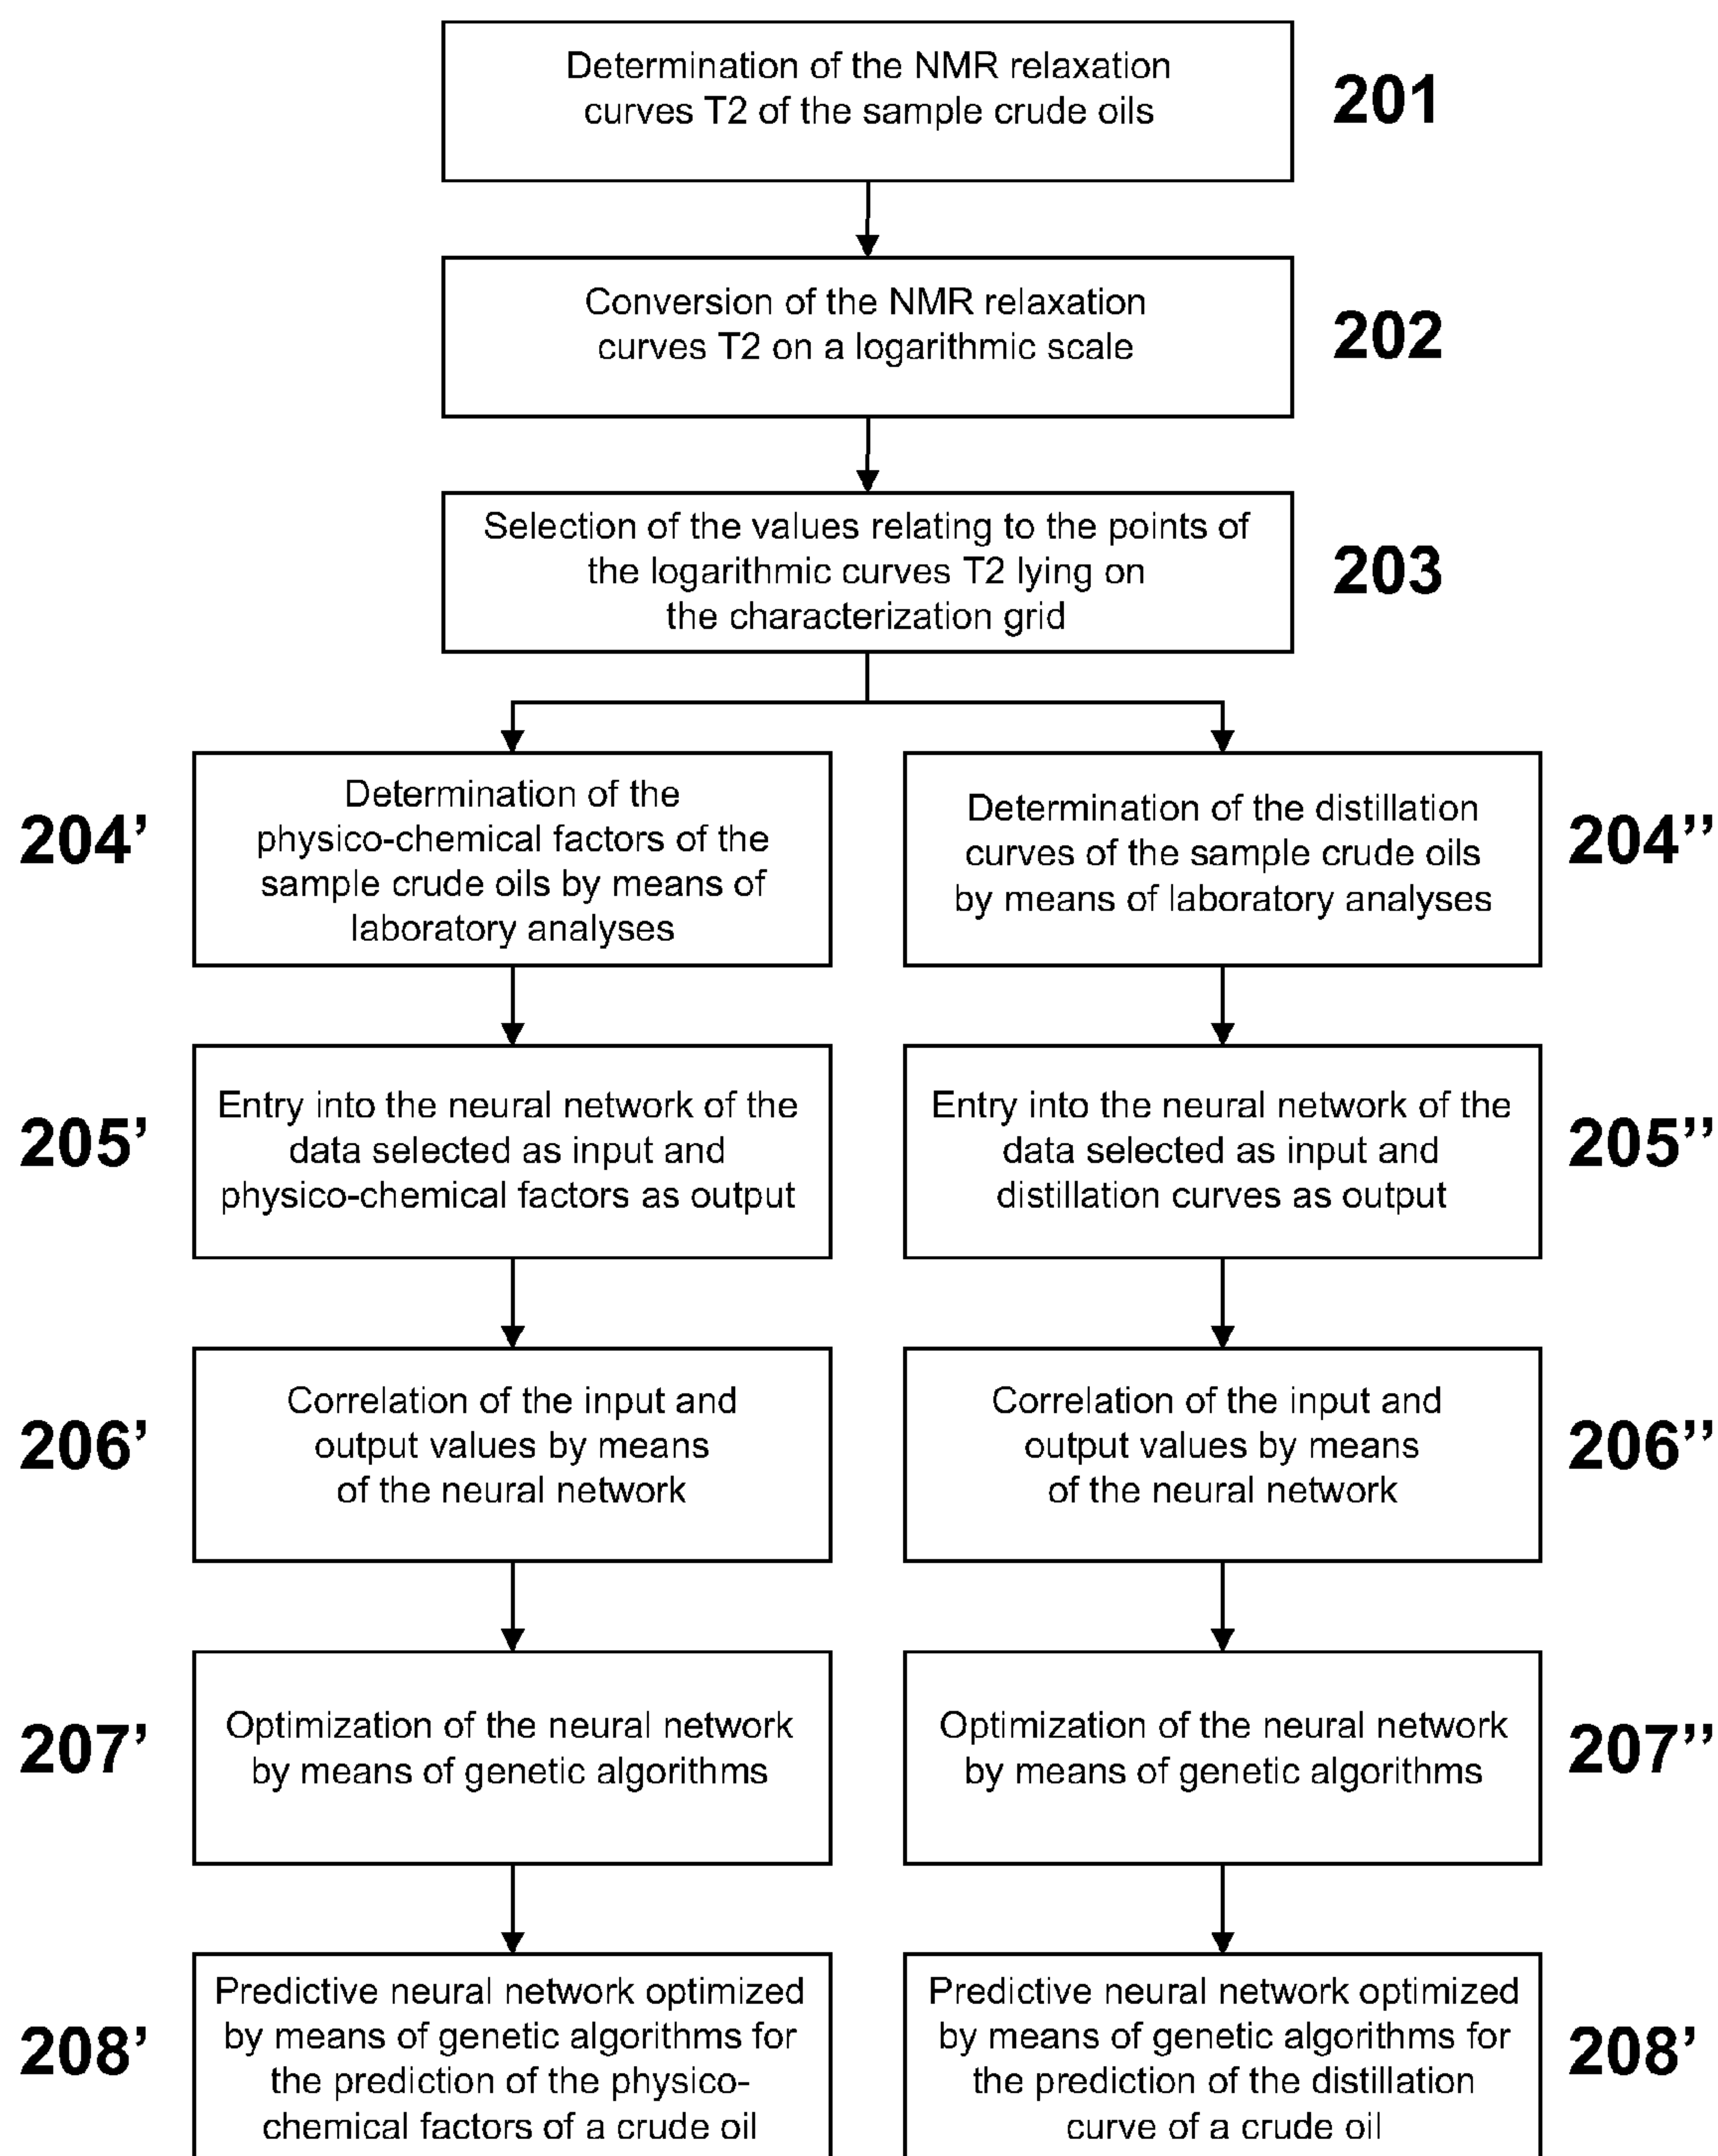 Determination of the NMR relaxation
curves T2 of the sample crude oils
201
Conversion of the NMR relaxation
curves T2 on a logarithmic scale
202
Selection of the values relating to the points of
the logarithmic curves T2 lying on
the characterization grid
203
204’
Determination of the
physico-chemical factors of the
sample crude oils by means of
laboratory analyses
Determination of the distillation
curves of the sample crude oils
by means of laboratory analyses
204’’
205’
Entry into the neural network of the
data selected as input and
physico-chemical factors as output
Entry into the neural network of the
data selected as input and
distillation curves as output
205’’
206’
Correlation of the input and
output values by means
of the neural network
Correlation of the input and
output values by means
of the neural network
206’’
207’
Optimization of the neural network
by means of genetic algorithms
Optimization of the neural network
by means of genetic algorithms
207’’
208’
Predictive neural network optimized
by means of genetic algorithms for
the prediction of the physico-
chemical factors of a crude oil
Predictive neural network optimized
by means of genetic algorithms for
the prediction of the distillation
curve of a crude oil
208’